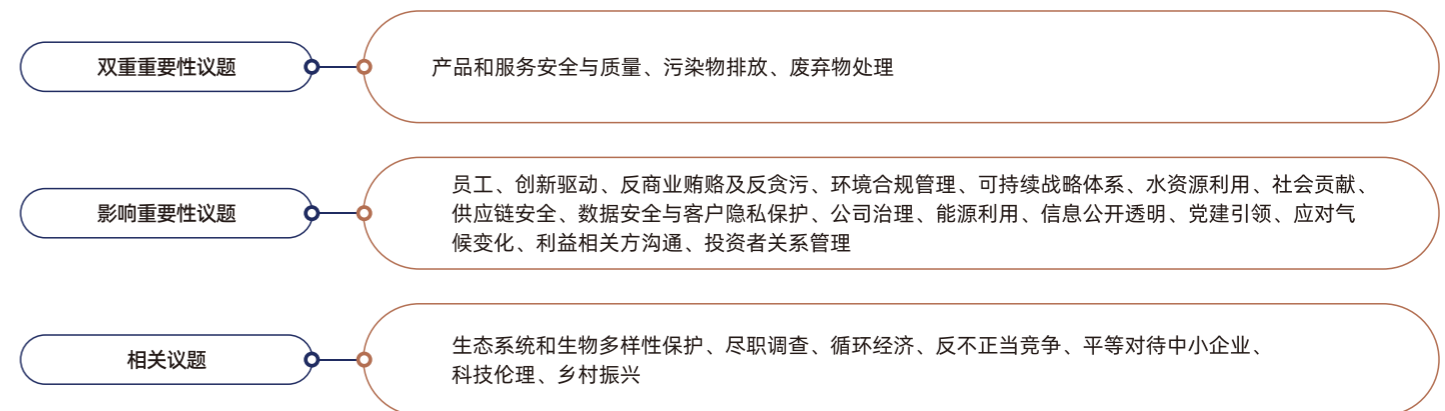 双重重要性议题
产品和服务安全与质量、污染物排放、废弃物处理
影响重要性议题
员工、创新驱动、反商业贿赂及反贪污、环境合规管理、可持续战略体系、水资源利用、社会贡献、
供应链安全、数据安全与客户隐私保护、公司治理、能源利用、信息公开透明、党建引领、应对气
候变化、利益相关方沟通、投资者关系管理
相关议题
生态系统和生物多样性保护、尽职调查、循环经济、反不正当竞争、平等对待中小企业、
科技伦理、乡村振兴